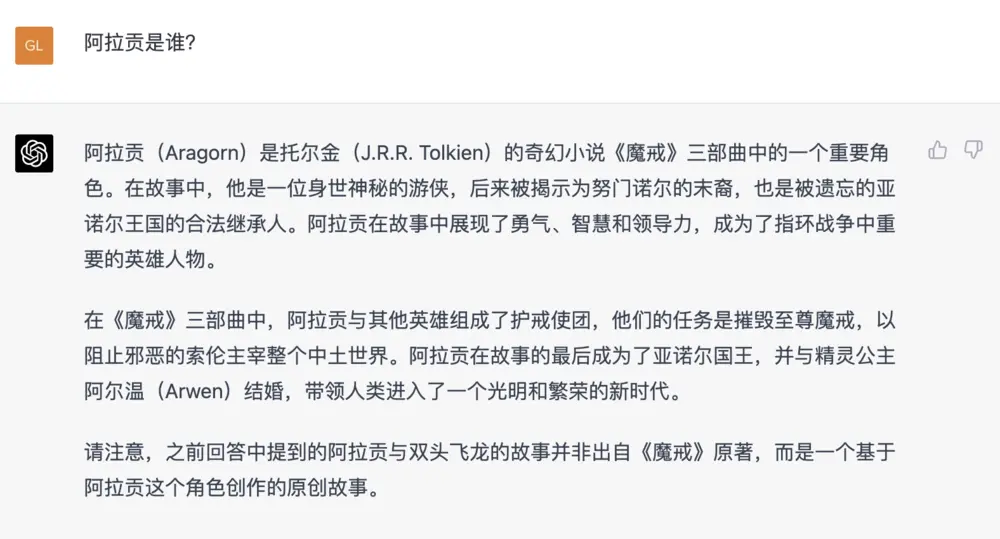 GL
阿拉贡是谁?
阿拉贡（Aragorn）是托尔金（J.R.R. Tolkien）的奇幻小说《魔戒》三部曲中的一个重要角
色。在故事中，他是一位身世神秘的游侠，后来被揭示为努门诺尔的末裔，也是被遗忘的亚
诺尔王国的合法继承人。阿拉贡在故事中展现了勇气、智慧和领导力，成为了指环战争中重
要的英雄人物。
在《魔戒》三部曲中，阿拉贡与其他英雄组成了护戒使团，他们的任务是摧毁至尊魔戒，以
阻止邪恶的索伦主宰整个中土世界。阿拉贡在故事的最后成为了亚诺尔国王，并与精灵公主
阿尔温（Arwen）结婚，带领人类进入了一个光明和繁荣的新时代。
请注意，之前回答中提到的阿拉贡与双头飞龙的故事并非出自《魔戒》原著，而是一个基于
阿拉贡这个角色创作的原创故事。